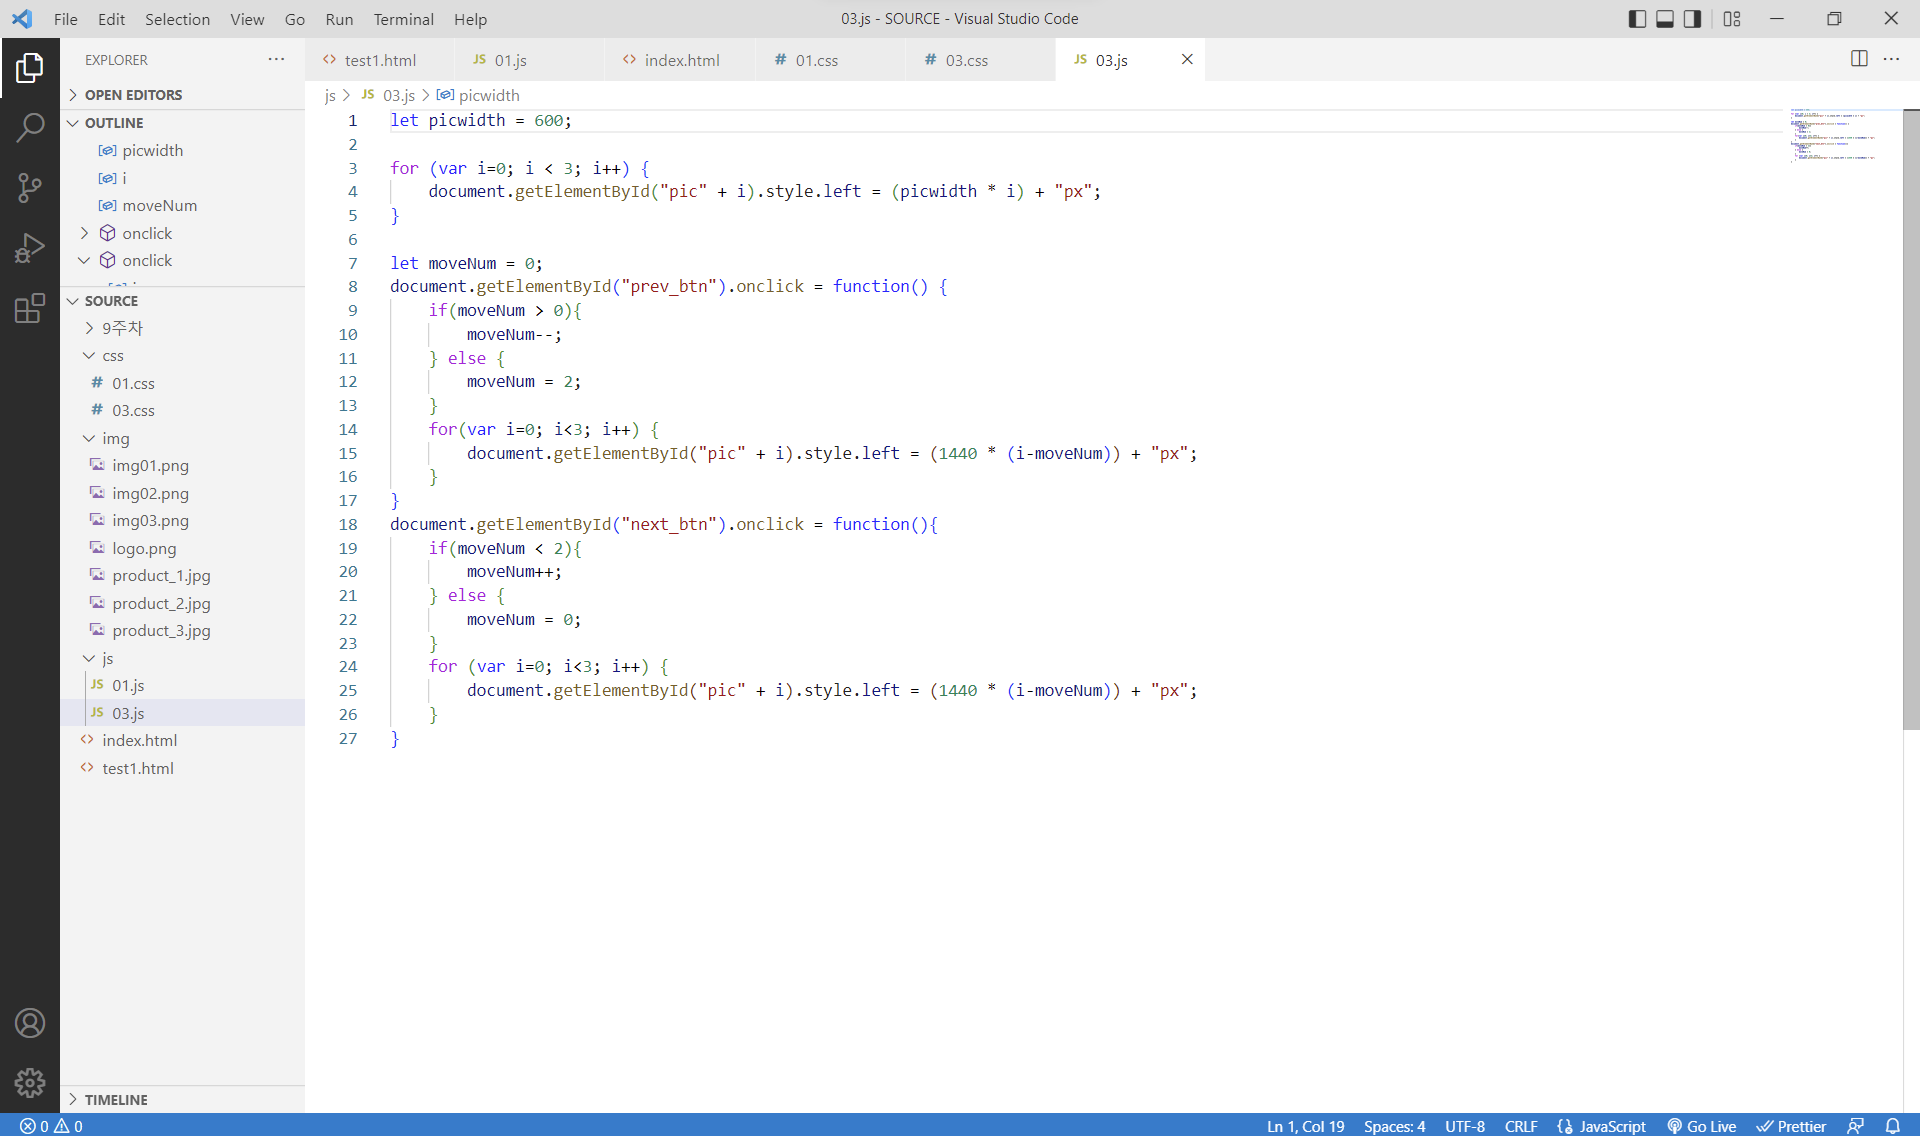 File Edit Selection View Go Run Terminal Help
03.js - SOURCE - Visual Studio Code
EXPLORER
OPEN EDITORS
OUTLINE
picwidth
i
moveNum
onclick
onclick
SOURCE
9주차
css
# 01.css
# 03.css
img
img01.png
img02.png
img03.png
logo.png
product_1.jpg
product_2.jpg
product_3.jpg
js
JS 01.js
JS 03.js
<> index.html
<> test1.html
TIMELINE
<> test1.html JS 01.js <> index.html # 01.css # 03.css JS 03.js
js > JS 03.js > picwidth
1 let picwidth = 600;
2
3 for (var i=0; i < 3; i++) {
4 document.getElementById("pic" + i).style.left = (picwidth * i) + "px";
5 }
6
7 let moveNum = 0;
8 document.getElementById("prev_btn").onclick = function() {
9 if(moveNum > 0){
10 moveNum--;
11 } else {
12 moveNum = 2;
13 }
14 for(var i=0; i<3; i++) {
15 document.getElementById("pic" + i).style.left = (1440 * (i-moveNum)) + "px";
16 }
17 }
18 document.getElementById("next_btn").onclick = function(){
19 if(moveNum < 2){
20 moveNum++;
21 } else {
22 moveNum = 0;
23 }
24 for (var i=0; i<3; i++) {
25 document.getElementById("pic" + i).style.left = (1440 * (i-moveNum)) + "px";
26 }
27 }
0 0 Ln 1, Col 19 Spaces: 4 UTF-8 CRLF JavaScript Go Live Prettier